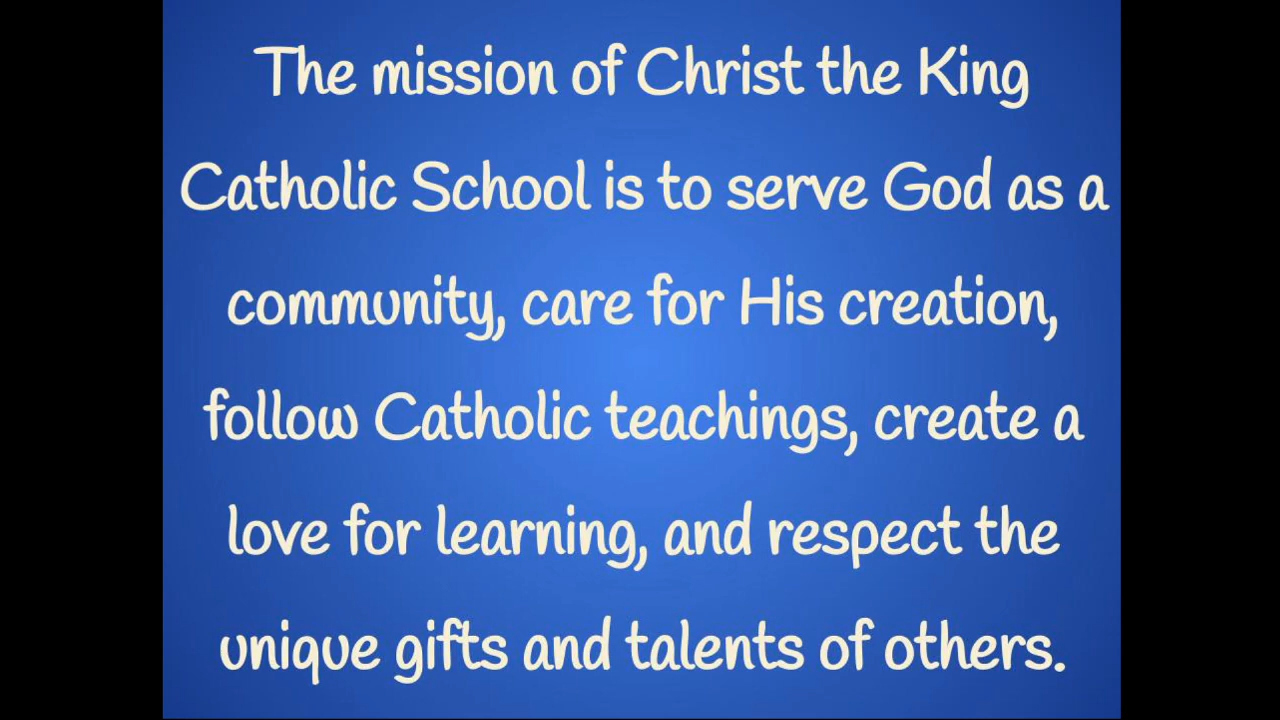 The mission of Christ the King
Catholic School is to serve God as a
community, care for His creation,
follow Catholic teachings, create a
love for learning, and respect the
unique gifts and talents of others.